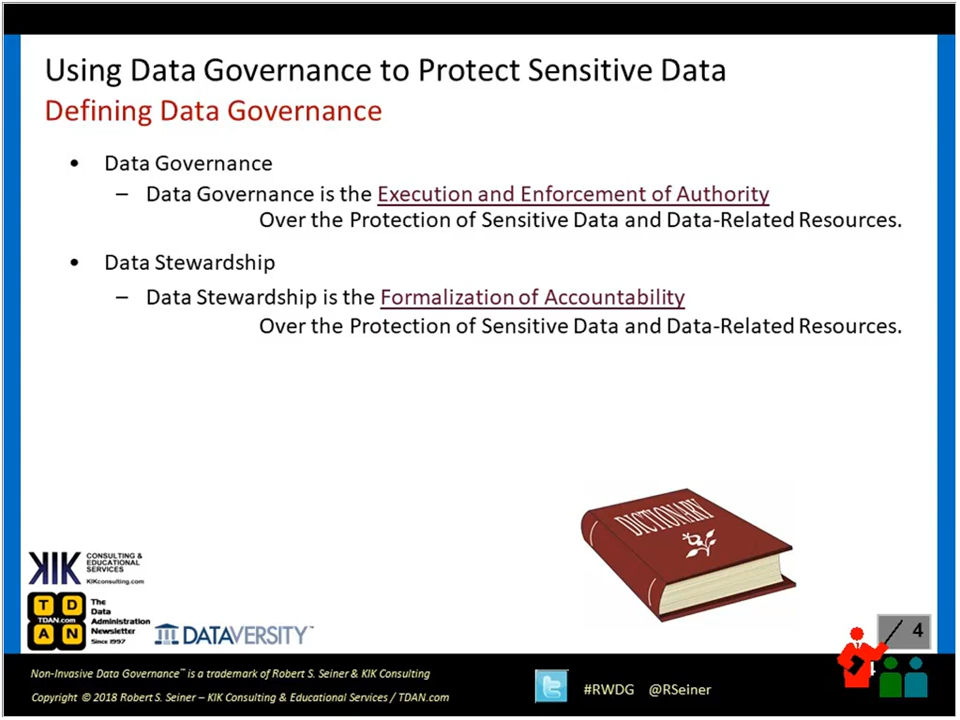 Using Data Governance to Protect Sensitive Data
Defining Data Governance
• Data Governance
– Data Governance is the Execution and Enforcement of Authority
Over the Protection of Sensitive Data and Data-Related Resources.
• Data Stewardship
– Data Stewardship is the Formalization of Accountability
Over the Protection of Sensitive Data and Data-Related Resources.
DICTIONARY
KIK
CONSULTING &
EDUCATIONAL
SERVICES
KIKconsulting.com
T D
TDAN.com
A N
The
Data
Administration
Newsletter
Since 1997
DATAVERSITY™
4
4
Non-Invasive Data Governance™ is a trademark of Robert S. Seiner & KIK Consulting
Copyright © 2018 Robert S. Seiner – KIK Consulting & Educational Services / TDAN.com
#RWDG @RSeiner